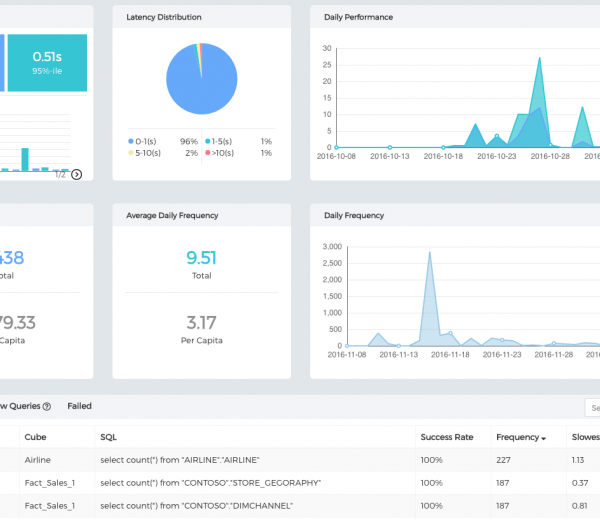 Latency Distribution
Daily Performance
0.51s
95%-ile
1/2
0-1(s) 96% 1-5(s) 1%
5-10(s) 2% >10(s) 1%
30
25
20
15
10
5
0
2016-10-08 2016-10-13 2016-10-18 2016-10-23 2016-10-28 2016-
Average Daily Frequency
Daily Frequency
438
otal
79.33
Capita
9.51
Total
3.17
Per Capita
3,000
2,500
2,000
1,500
1,000
500
0
2016-11-08 2016-11-13 2016-11-18 2016-11-23 2016-11-28 2016
w Queries Failed
Se
Cube SQL Success Rate Frequency Slowes
Airline select count(*) from "AIRLINE"."AIRLINE" 100% 227 1.13
Fact_Sales_1 select count(*) from "CONTOSO"."STORE_GEGORAPHY" 100% 187 0.37
Fact_Sales_1 select count(*) from "CONTOSO"."DIMCHANNEL" 100% 187 0.81